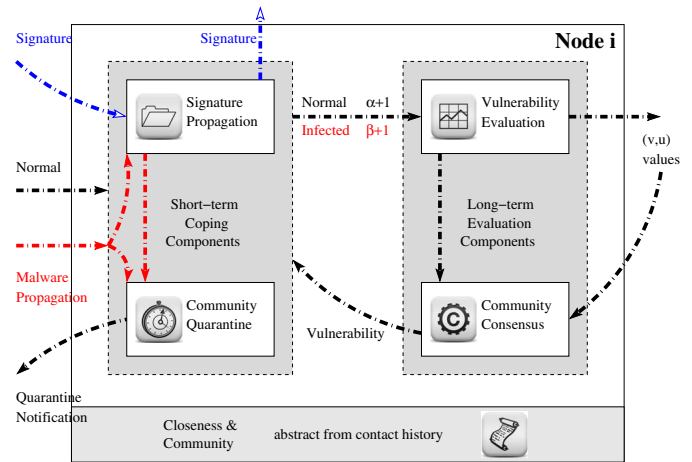 Signature
Signature
Node i
Signature
Propagation
Normal α+1
Infected β+1
Vulnerability
Evaluation
(v,u)
values
Normal
Short−term
Coping
Components
Long−term
Evaluation
Components
Malware
Propagation
Community
Quarantine
Vulnerability
C
Community
Consensus
Quarantine
Notification
Closeness &
Community
abstract from contact history